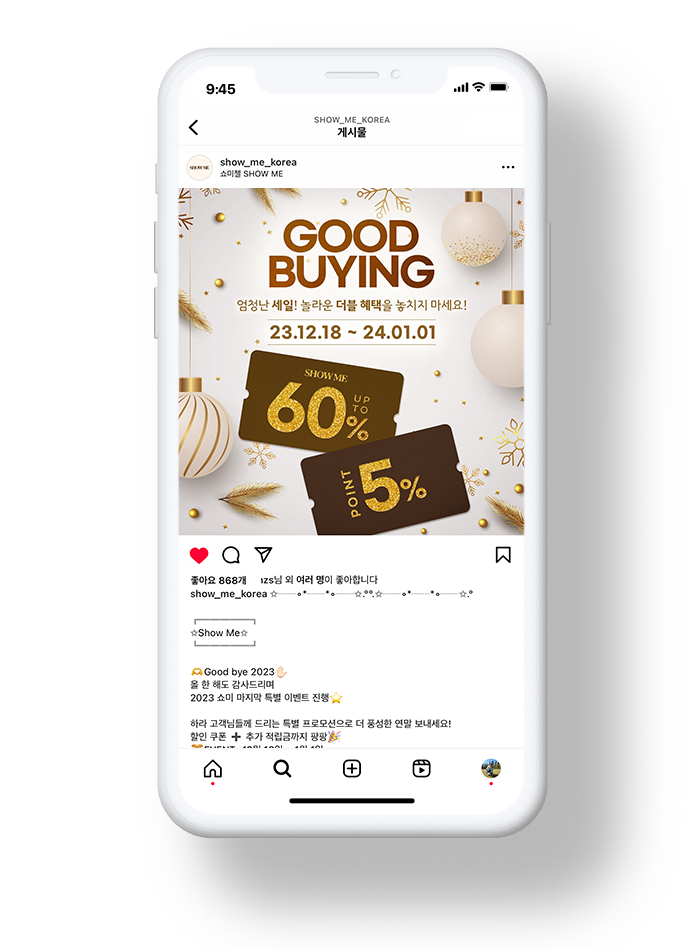 9:45
SHOW_ME_KOREA
게시물
SHOW ME
show_me_korea
쇼미젤 SHOW ME
GOOD
BUYING
엄청난 세일! 놀라운 더블 혜택을 놓치지 마세요!
23.12.18 ~ 24.01.01
SHOW ME
60% UP TO
POINT 5%
좋아요 868개 님 외 여러 명이 좋아합니다
show_me_korea
☆Show Me☆
🫶Good bye 2023✋🏻
올 한 해도 감사드리며
2023 쇼미 마지막 특별 이벤트 진행⭐
하라 고객님들께 드리는 특별 프로모션으로 더 풍성한 연말 보내세요!
할인 쿠폰 ➕ 추가 적립금까지 팡팡🎉